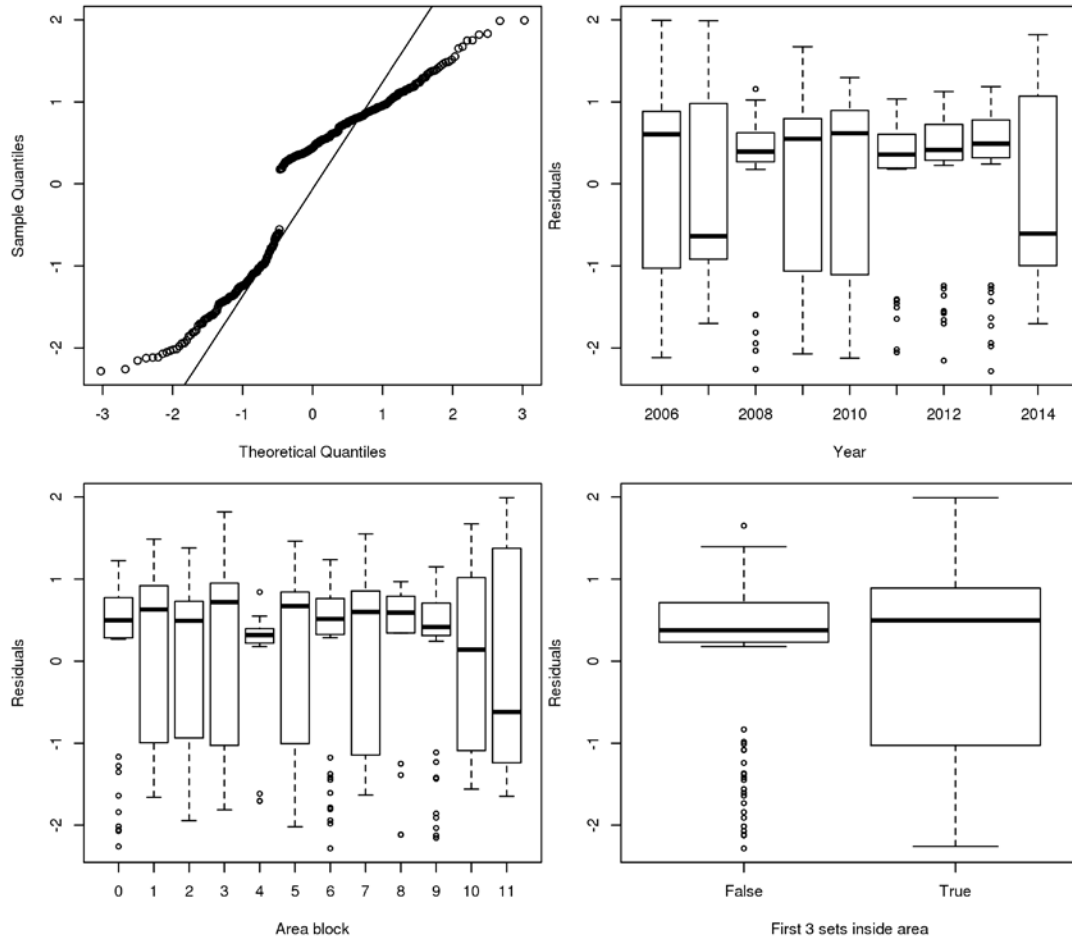 2
1
0
-1
-2
Sample Quantiles
-3 -2 -1 0 1 2 3
Theoretical Quantiles
2
1
0
-1
-2
Residuals
2006 2008 2010 2012 2014
Year
2
1
0
-1
-2
Residuals
0 1 2 3 4 5 6 7 8 9 10 11
Area block
2
1
0
-1
-2
Residuals
False True
First 3 sets inside area